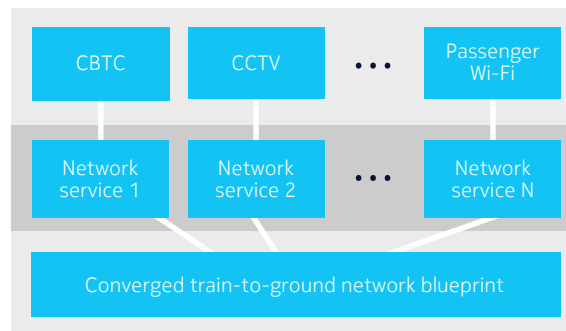 CBTC
CCTV
• • •
Passenger
Wi-Fi
Network
service 1
Network
service 2
• • •
Network
service N
Converged train-to-ground network blueprint